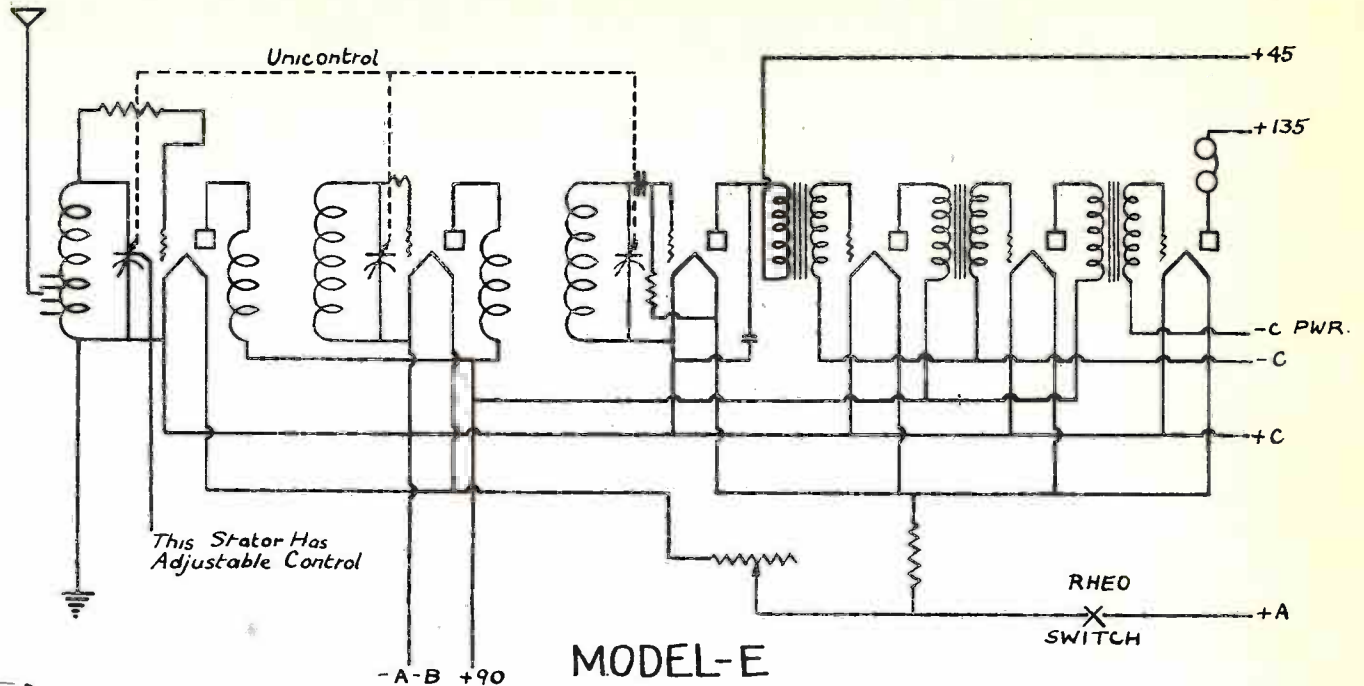 Unicontrol
+45
+135
-C PWR.
-C
+C
This Stator Has
Adjustable Control
RHEO
SWITCH
+A
-A-B +90
MODEL-E